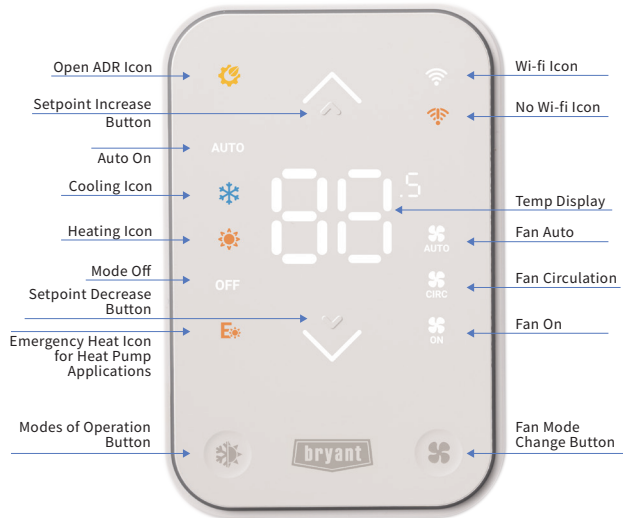 Open ADR Icon
Setpoint Increase
Button
Auto On
Cooling Icon
Heating Icon
Mode Off
Setpoint Decrease
Button
Emergency Heat Icon
for Heat Pump
Applications
Modes of Operation
Button
AUTO
88.5
OFF
E
bryant
AUTO
CIRC
ON
Wi-fi Icon
No Wi-fi Icon
Temp Display
Fan Auto
Fan Circulation
Fan On
Fan Mode
Change Button